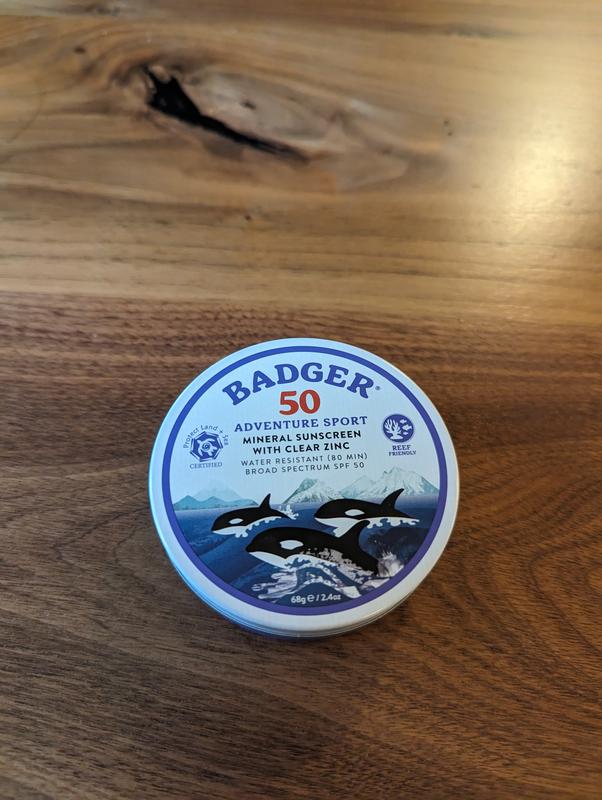 BADGER®
50
ADVENTURE SPORT
MINERAL SUNSCREEN
WITH CLEAR ZINC
WATER RESISTANT (80 MIN)
BROAD SPECTRUM SPF 50
Protect Land + Sea
CERTIFIED
REEF
FRIENDLY
68g ℮ / 2.4oz